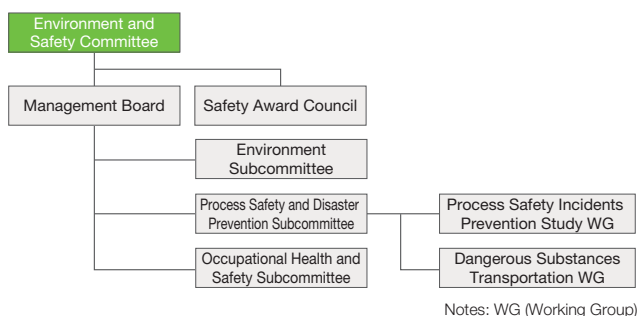 Environment and
Safety Committee
Management Board
Safety Award Council
Environment
Subcommittee
Process Safety and Disaster
Prevention Subcommittee
Process Safety Incidents
Prevention Study WG
Occupational Health and
Safety Subcommittee
Dangerous Substances
Transportation WG
Notes: WG (Working Group)